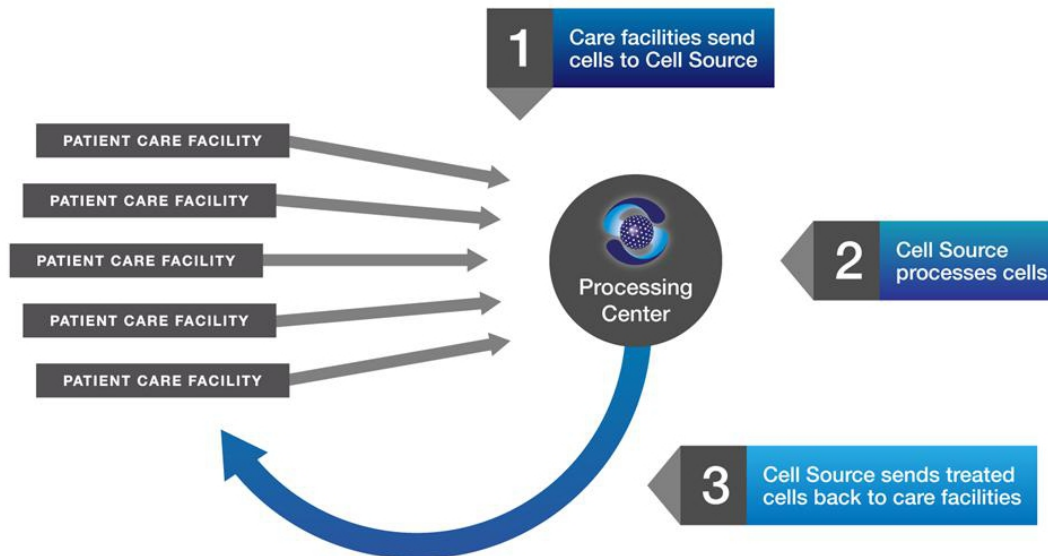 1
Care facilities send
cells to Cell Source
PATIENT CARE FACILITY
PATIENT CARE FACILITY
PATIENT CARE FACILITY
PATIENT CARE FACILITY
PATIENT CARE FACILITY
Processing
Center
2
Cell Source
processes cells
3
Cell Source sends treated
cells back to care facilities